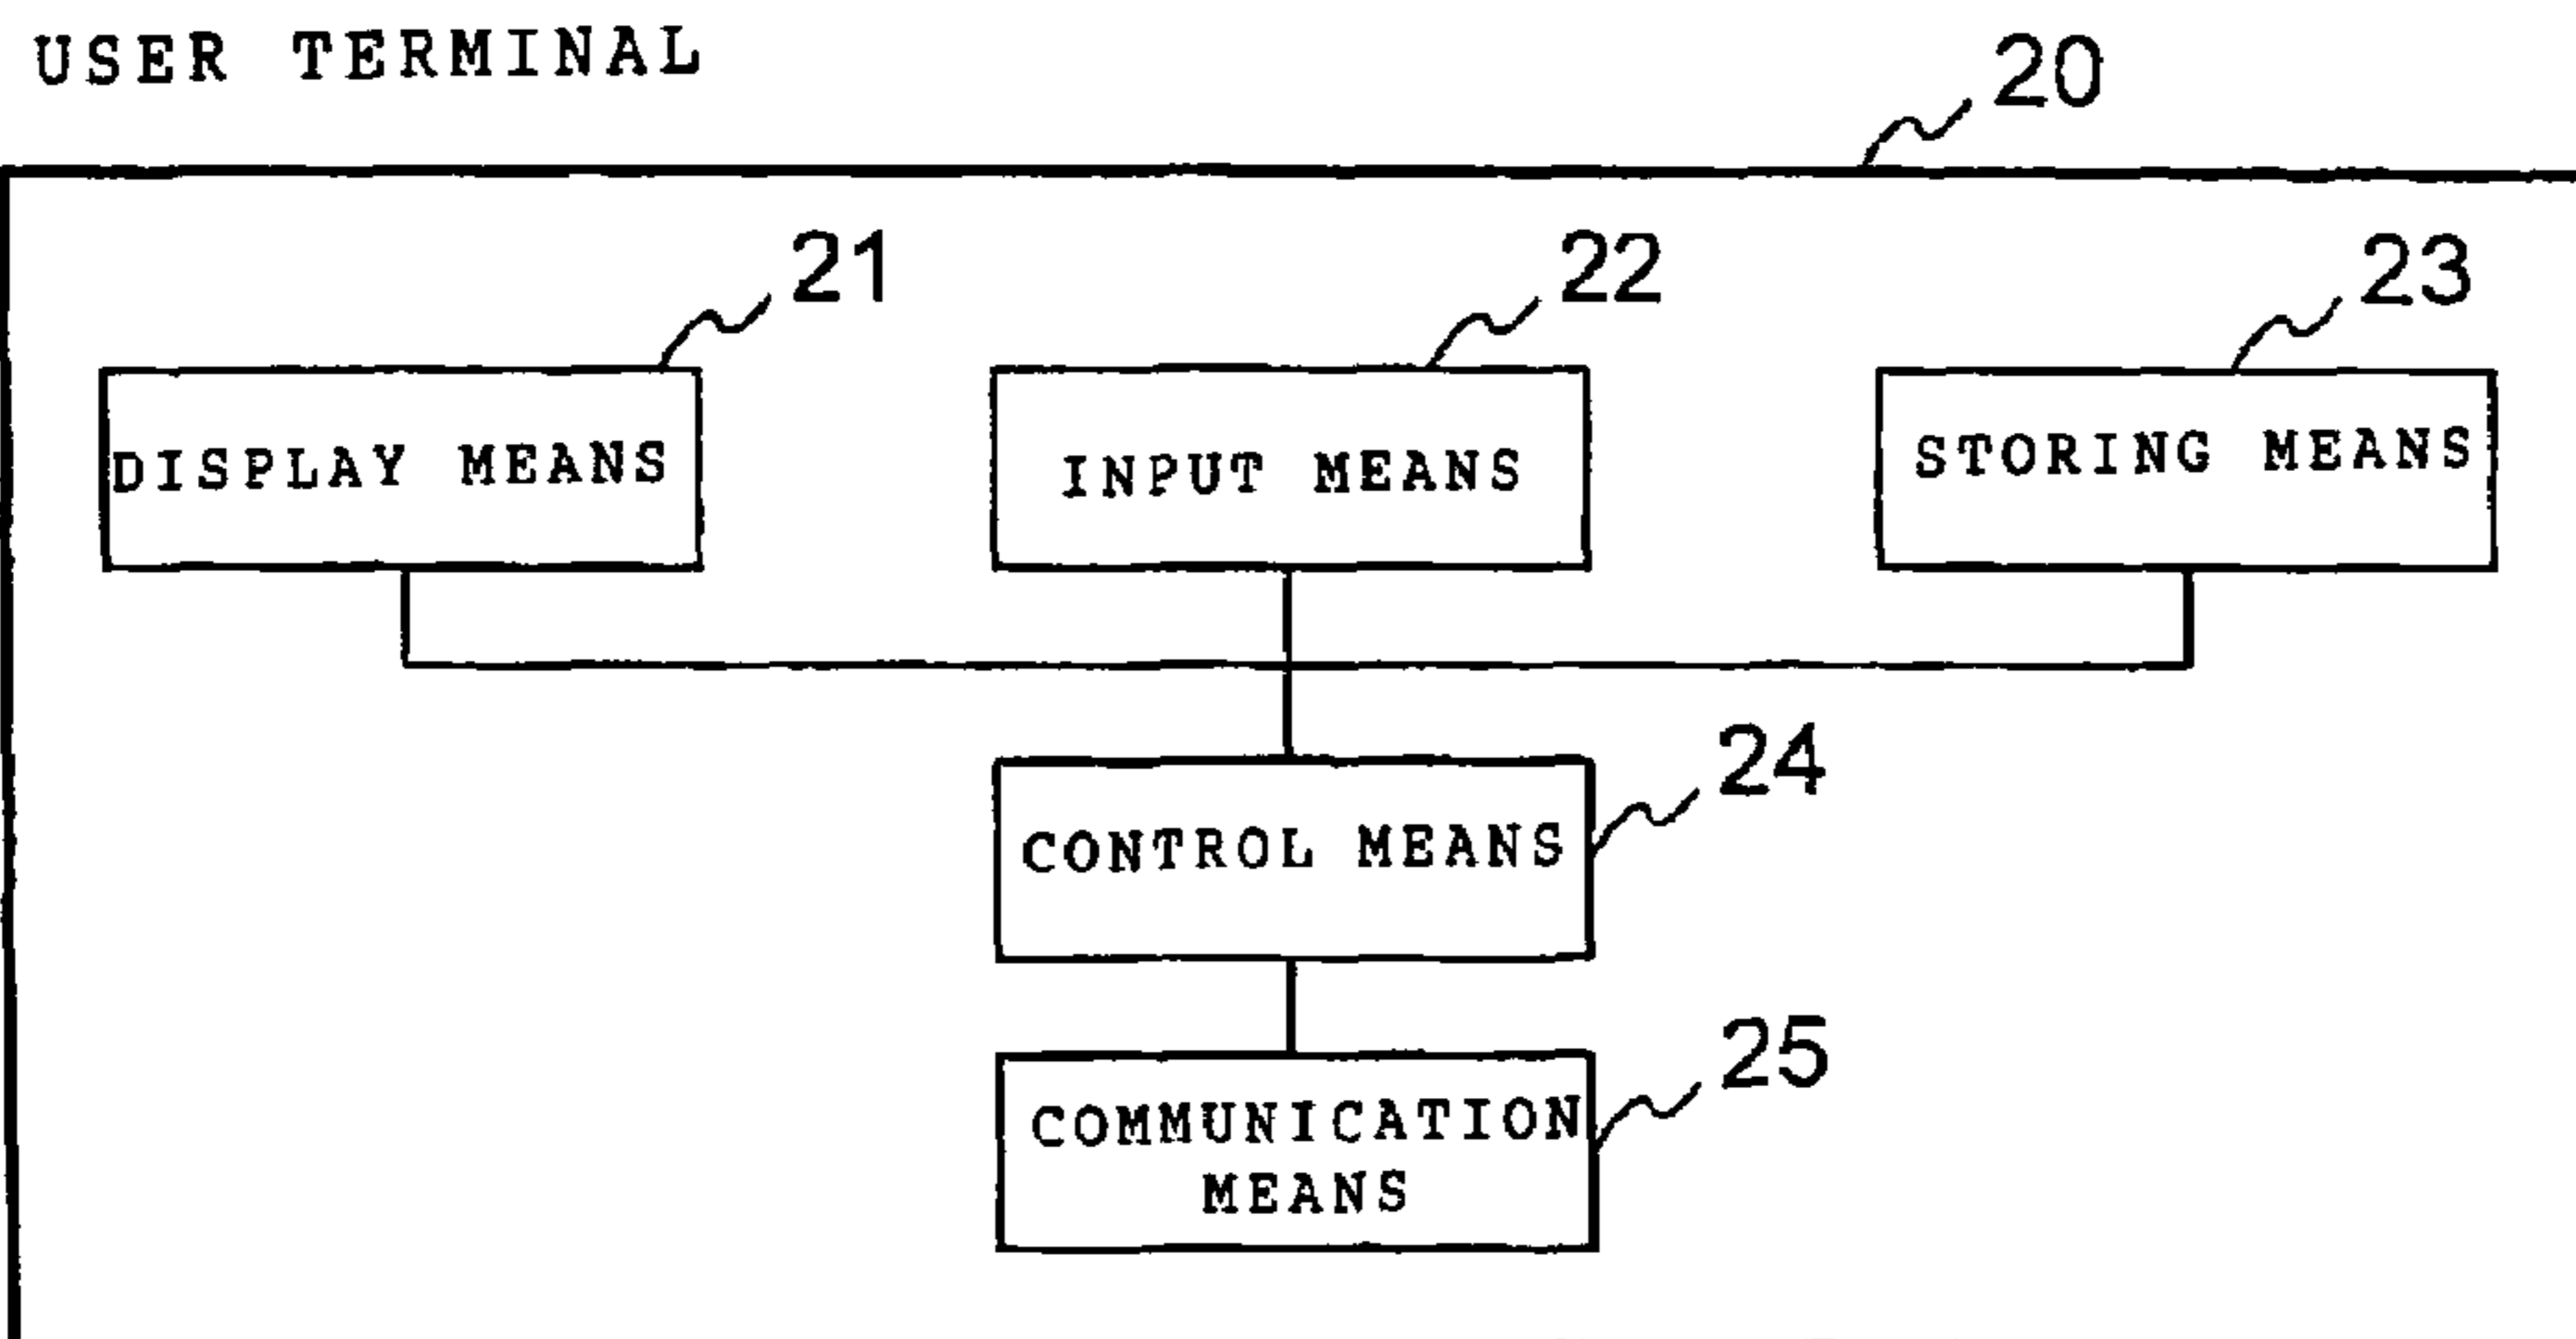 USER TERMINAL
20
21
22
23
DISPLAY MEANS
INPUT MEANS
STORING MEANS
24
CONTROL MEANS
25
COMMUNICATION
MEANS